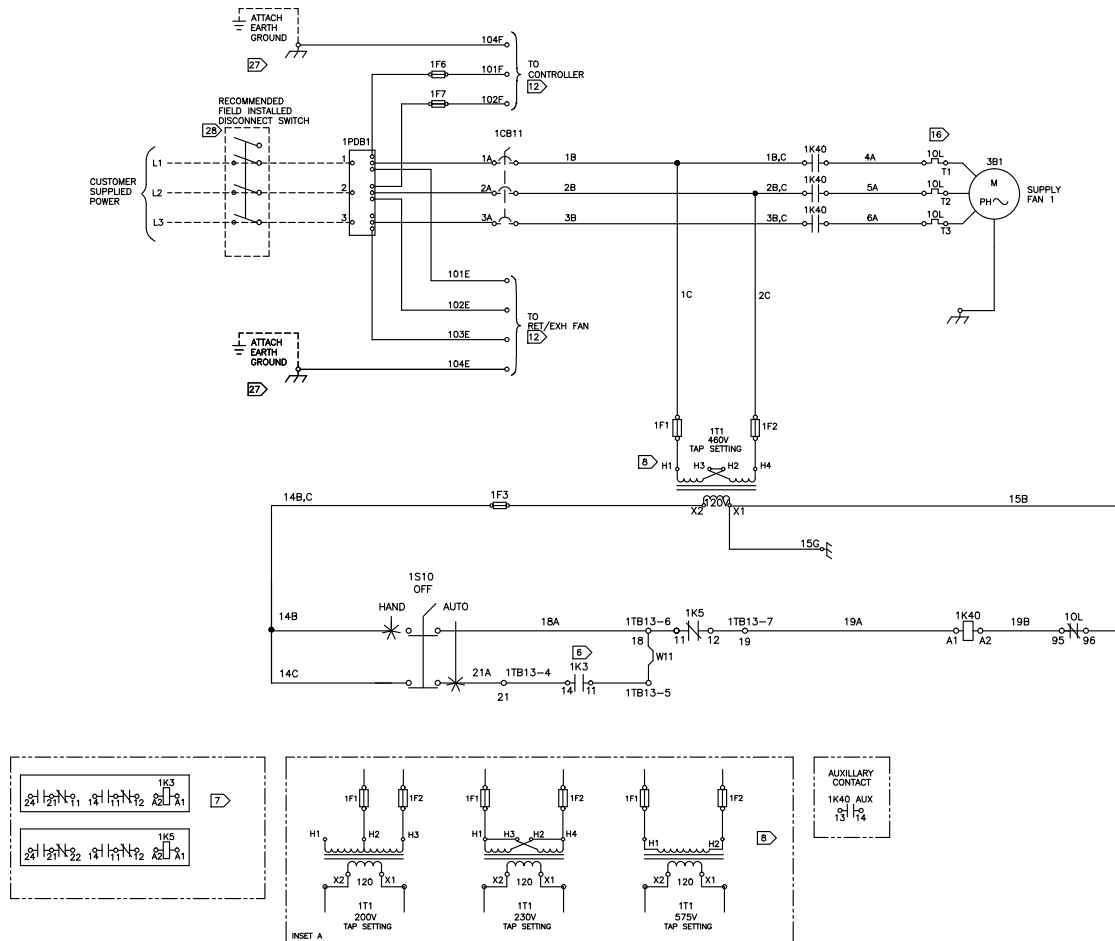 ATTACH
EARTH
GROUND
27
104F
101F
102F
1F6
1F7
TO
CONTROLLER
12
RECOMMENDED
FIELD INSTALLED
DISCONNECT SWITCH
28
1PDB1
1CB11
16
CUSTOMER
SUPPLIED
POWER
L1
1
1A
1B
1B,C
1K40
4A
1OL
T1
L2
2
2A
2B
2B,C
1K40
5A
1OL
T2
L3
3
3A
3B
3B,C
1K40
6A
1OL
T3
3B1
M
PH
SUPPLY
FAN 1
101E
102E
103E
104E
TO
RET/EXH FAN
12
1C
2C
ATTACH
EARTH
GROUND
27
1F1
1F2
1T1
460V
TAP SETTING
8
H1
H3
H2
H4
120V
X2
X1
14B,C
1F3
15B
15G
1S10
OFF
HAND
AUTO
14B
18A
1TB13-6
18
1K5
11
12
1TB13-7
19
19A
1K40
A1
A2
19B
1OL
95
96
W11
14C
21A
1TB13-4
21
6
1K3
14
11
1TB13-5
1K3
24 21 11 14 11 12 A2 A1
7
1K5
24 21 22 14 11 12 A2 A1
1F1
1F2
H1
H2
H3
X2
120
X1
1T1
200V
TAP SETTING
1F1
1F2
H1
H3
H2
H4
X2
120
X1
1T1
230V
TAP SETTING
1F1
1F2
H1
H2
X2
120
X1
1T1
575V
TAP SETTING
8
INSET A
AUXILLARY
CONTACT
1K40 AUX
13 14